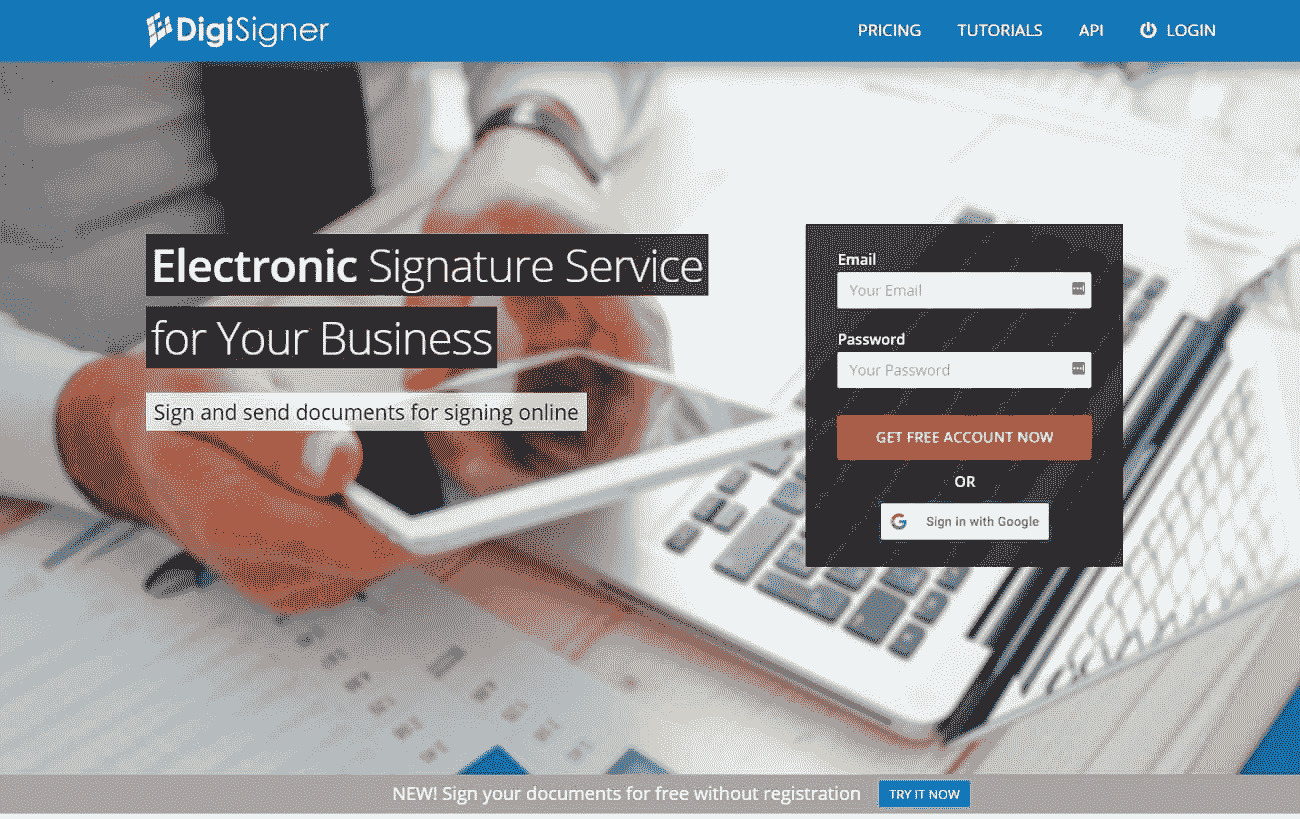 DigiSigner
PRICING
TUTORIALS
API
LOGIN
Electronic Signature Service
for Your Business
Sign and send documents for signing online
Email
Your Email
Password
Your Password
GET FREE ACCOUNT NOW
OR
Sign in with Google
NEW! Sign your documents for free without registration
TRY IT NOW